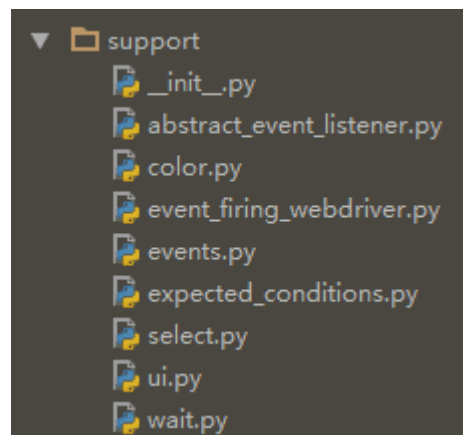 support
__init__.py
abstract_event_listener.py
color.py
event_firing_webdriver.py
events.py
expected_conditions.py
select.py
ui.py
wait.py